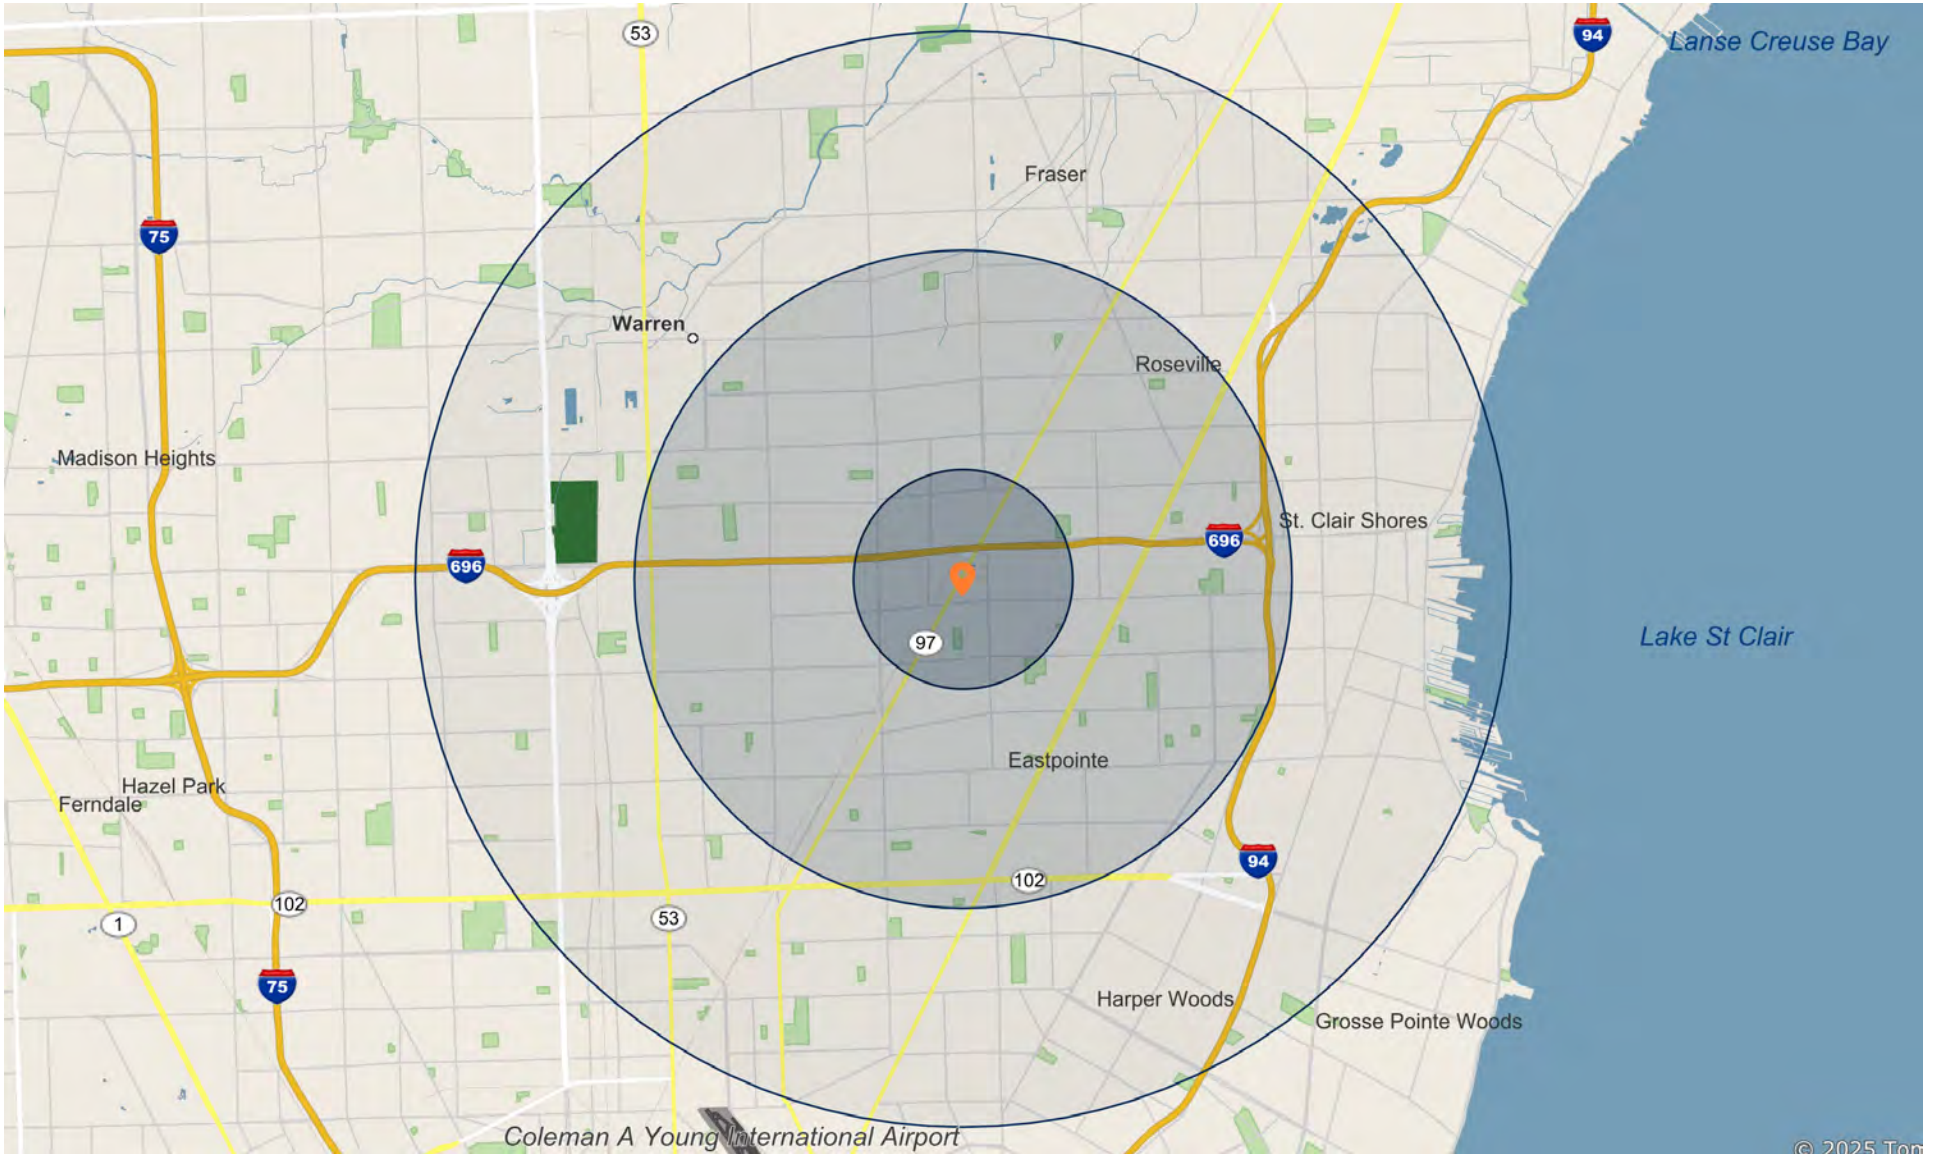 53
94
Lanse Creuse Bay
Fraser
75
Warren
Roseville
Madison Heights
St. Clair Shores
696
696
97
Lake St Clair
Eastpointe
Hazel Park
Ferndale
94
102
102
1
53
75
Harper Woods
Grosse Pointe Woods
Coleman A Young International Airport
© 2025 Tom